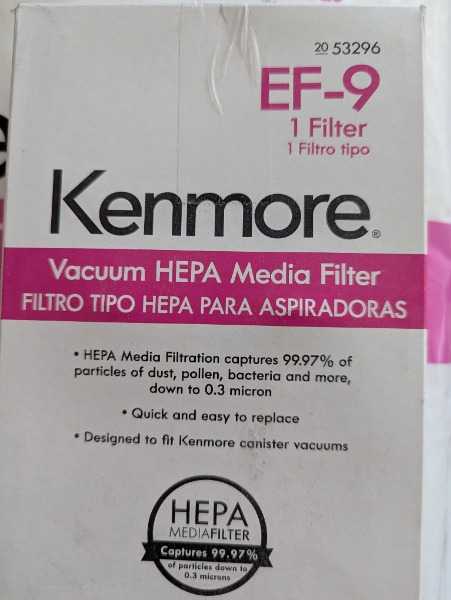 20 53296
EF-9
1 Filter
1 Filtro tipo
Kenmore®
Vacuum HEPA Media Filter
FILTRO TIPO HEPA PARA ASPIRADORAS
• HEPA Media Filtration captures 99.97% of
particles of dust, pollen, bacteria and more,
down to 0.3 micron
• Quick and easy to replace
• Designed to fit Kenmore canister vacuums
HEPA
MEDIAFILTER
Captures 99.97%
of particles down to
0.3 microns